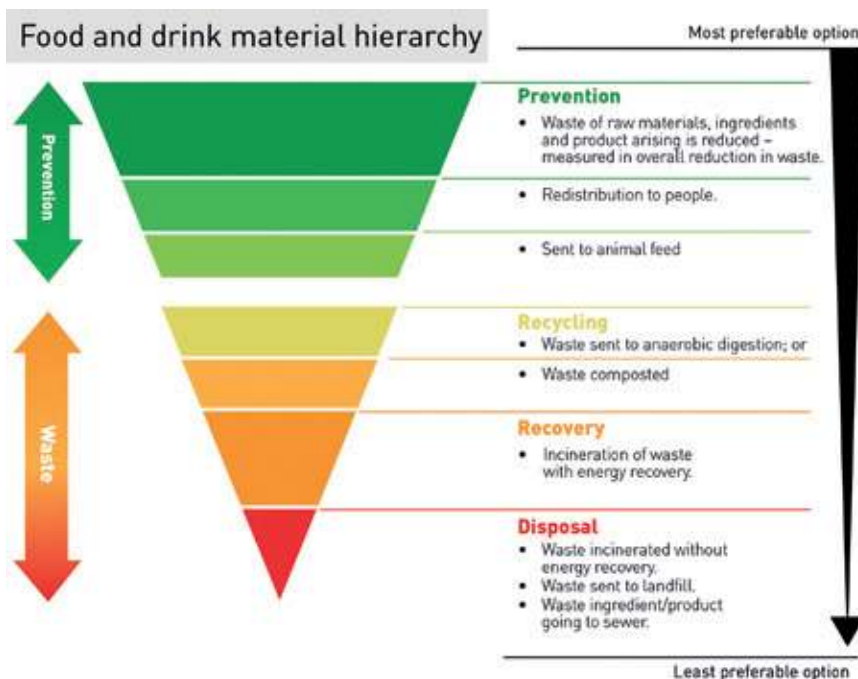 Food and drink material hierarchy
Most preferable option
Prevention
Prevention
• Waste of raw materials, ingredients
and product arising is reduced –
measured in overall reduction in waste.
• Redistribution to people.
• Sent to animal feed
Waste
Recycling
• Waste sent to anaerobic digestion; or
• Waste composted
Recovery
• Incineration of waste
with energy recovery.
Disposal
• Waste incinerated without
energy recovery.
• Waste sent to landfill.
• Waste ingredient/product
going to sewer.
Least preferable option